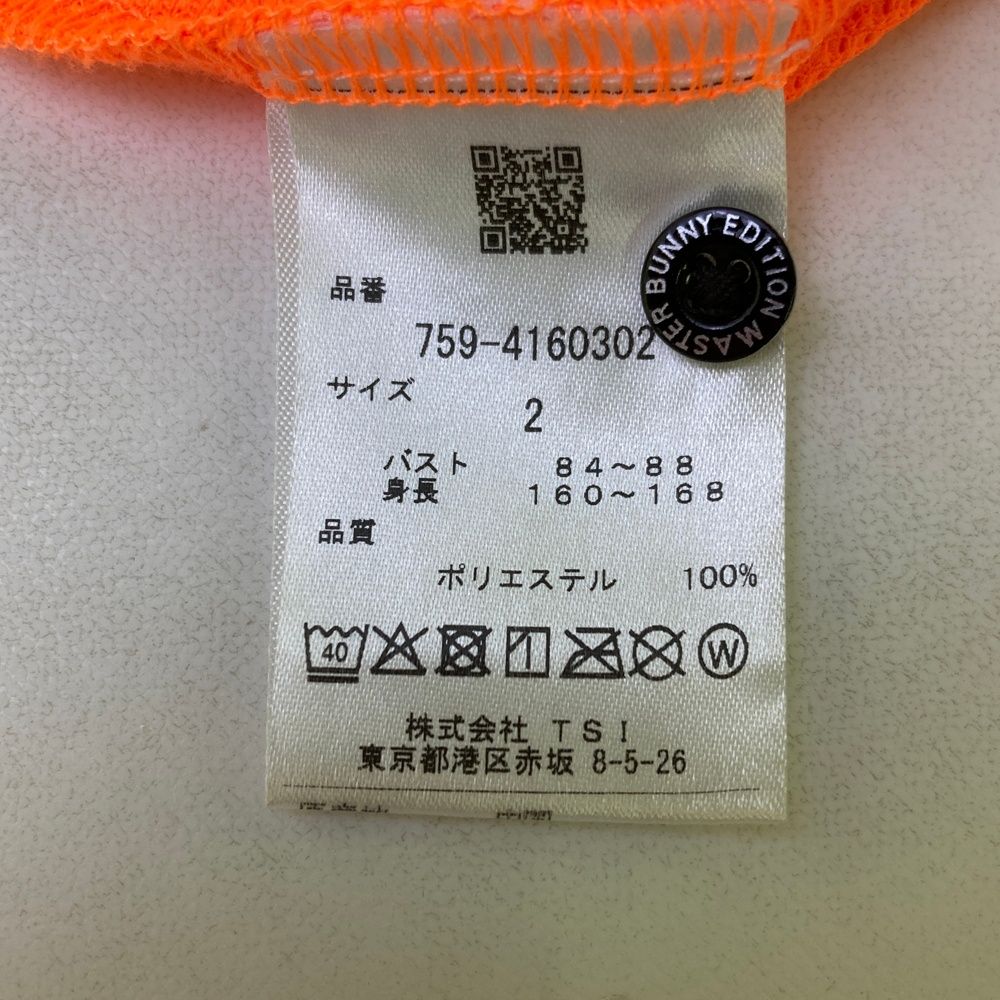 MASTER BUNNY EDITION
品番
759-4160302
サイズ
2
バスト 84～88
身長 160～168
品質
ポリエステル 100%
40
W
株式会社 TSI
東京都港区赤坂 8-5-26